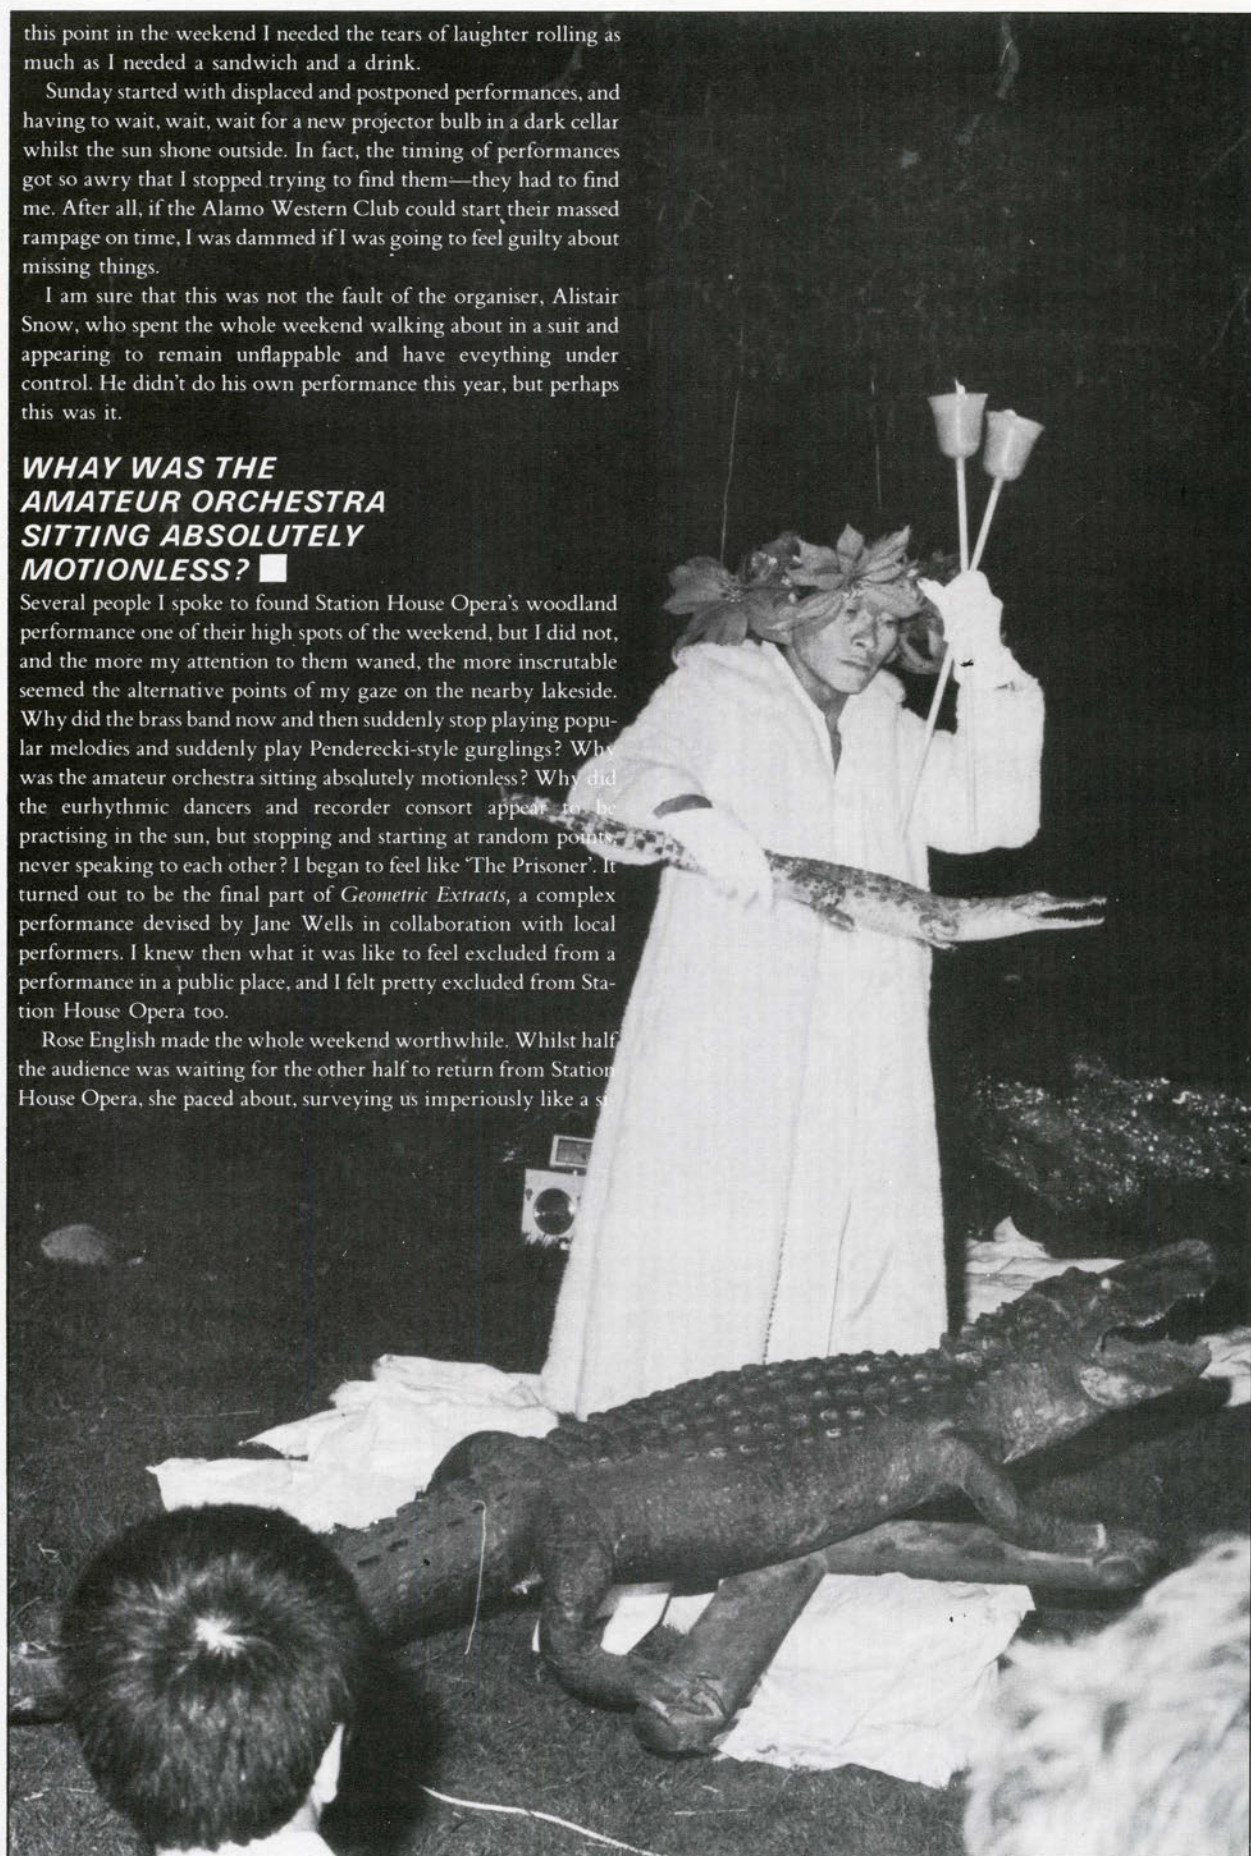 this point in the weekend I needed the tears of laughter rolling as
much as I needed a sandwich and a drink.
Sunday started with displaced and postponed performances, and
having to wait, wait, wait for a new projector bulb in a dark cellar
whilst the sun shone outside. In fact, the timing of performances
got so awry that I stopped trying to find them—they had to find
me. After all, if the Alamo Western Club could start their massed
rampage on time, I was dammed if I was going to feel guilty about
missing things.
I am sure that this was not the fault of the organiser, Alistair
Snow, who spent the whole weekend walking about in a suit and
appearing to remain unflappable and have eveything under
control. He didn't do his own performance this year, but perhaps
this was it.
WHAY WAS THE
AMATEUR ORCHESTRA
SITTING ABSOLUTELY
MOTIONLESS?
Several people I spoke to found Station House Opera's woodland
performance one of their high spots of the weekend, but I did not,
and the more my attention to them waned, the more inscrutable
seemed the alternative points of my gaze on the nearby lakeside.
Why did the brass band now and then suddenly stop playing popu-
lar melodies and suddenly play Penderecki-style gurglings? Why
was the amateur orchestra sitting absolutely motionless? Why did
the eurhythmic dancers and recorder consort appear to be
practising in the sun, but stopping and starting at random points,
never speaking to each other? I began to feel like 'The Prisoner'. It
turned out to be the final part of Geometric Extracts, a complex
performance devised by Jane Wells in collaboration with local
performers. I knew then what it was like to feel excluded from a
performance in a public place, and I felt pretty excluded from Sta-
tion House Opera too.
Rose English made the whole weekend worthwhile. Whilst half
the audience was waiting for the other half to return from Station
House Opera, she paced about, surveying us imperiously like a